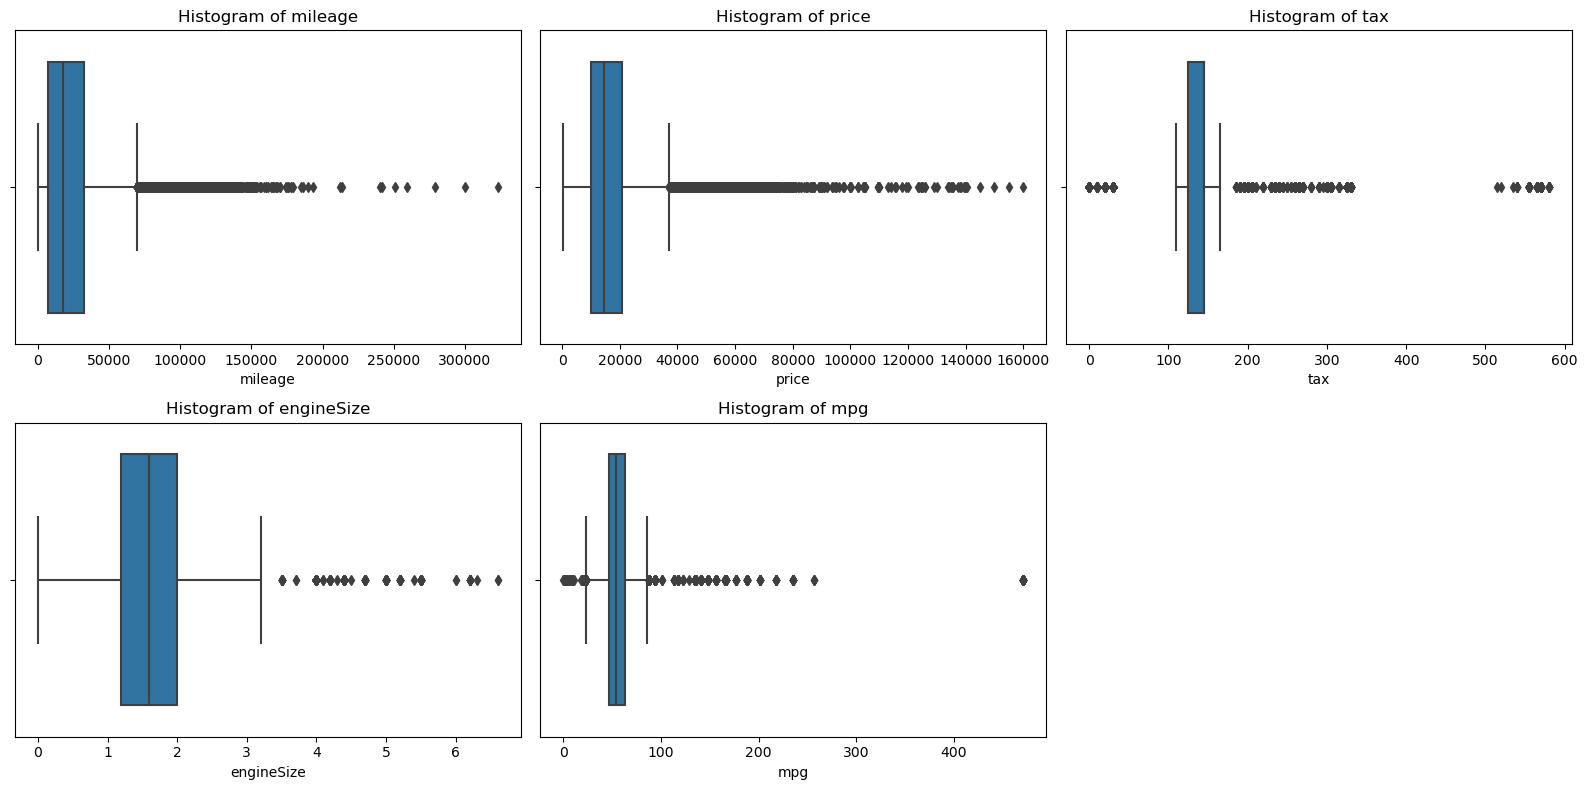 Histogram of mileage
Histogram of price
Histogram of tax
0 50000 100000 150000 200000 250000 300000
0 20000 40000 60000 80000 100000 120000 140000 160000
0 100 200 300 400 500 600
mileage
price
tax
Histogram of engineSize
Histogram of mpg
0 1 2 3 4 5 6
0 100 200 300 400
engineSize
mpg